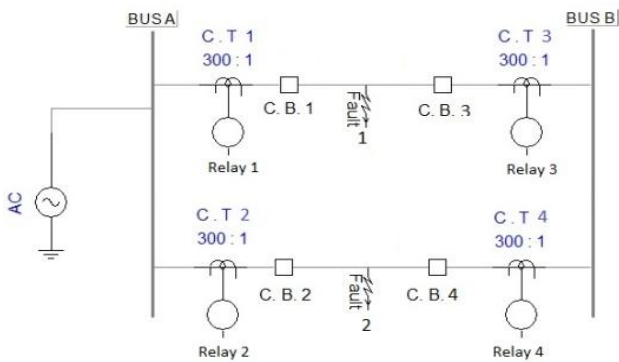 BUS A
BUS B
C . T 1
300 : 1
C . T 3
300 : 1
C. B. 1
Fault
1
C. B. 3
Relay 1
Relay 3
AC
C . T 2
300 : 1
C . T 4
300 : 1
C. B. 2
Fault
2
C. B. 4
Relay 2
Relay 4